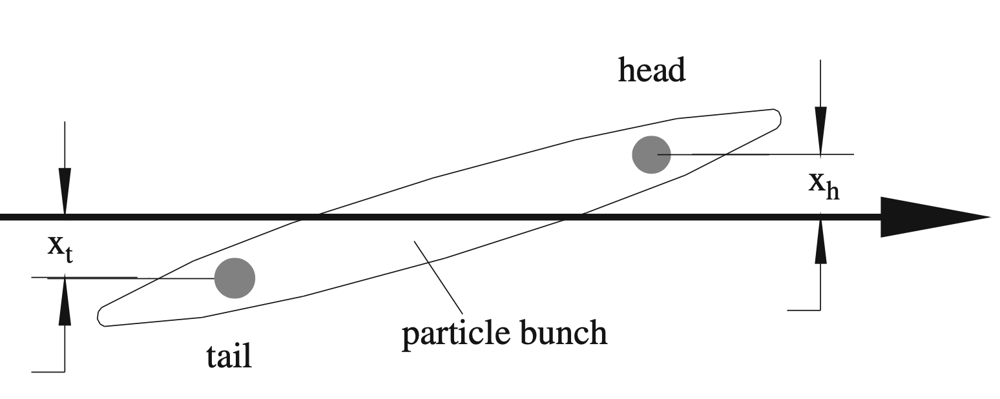 head
x_h
x_t
particle bunch
tail